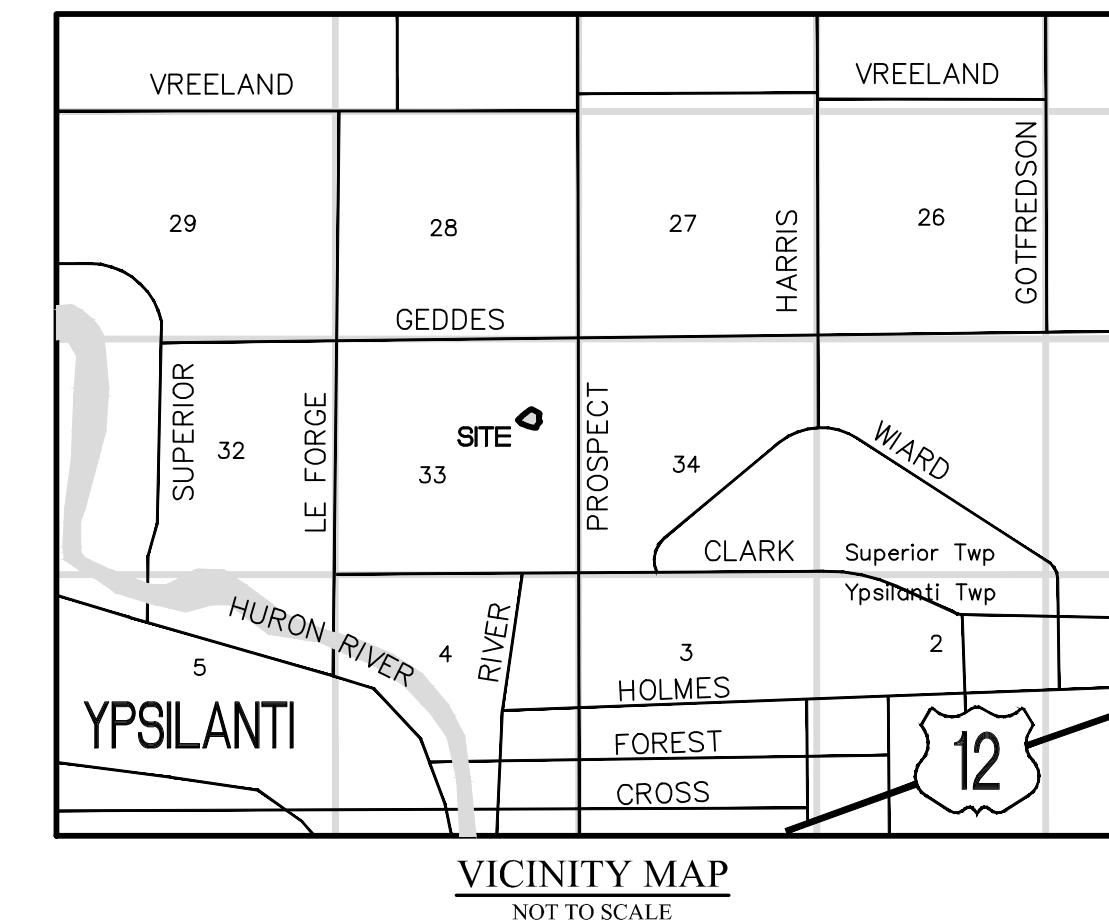 VREELAND
VREELAND
GOTFREDSON
29
28
27
HARRIS
26
GEDDES
SUPERIOR
32
LE FORGE
SITE
33
PROSPECT
34
WIARD
CLARK
Superior Twp
Ypsilanti Twp
HURON RIVER
5
4
RIVER
3
2
HOLMES
YPSILANTI
FOREST
12
CROSS
VICINITY MAP
NOT TO SCALE